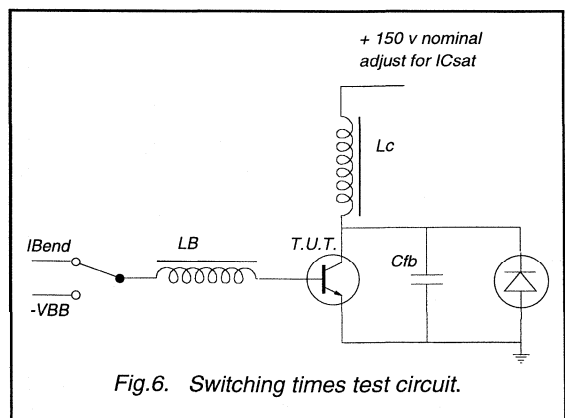 + 150 v nominal
adjust for ICsat
Lc
IBend
LB
T.U.T.
Cfb
-VBB
Fig.6. Switching times test circuit.